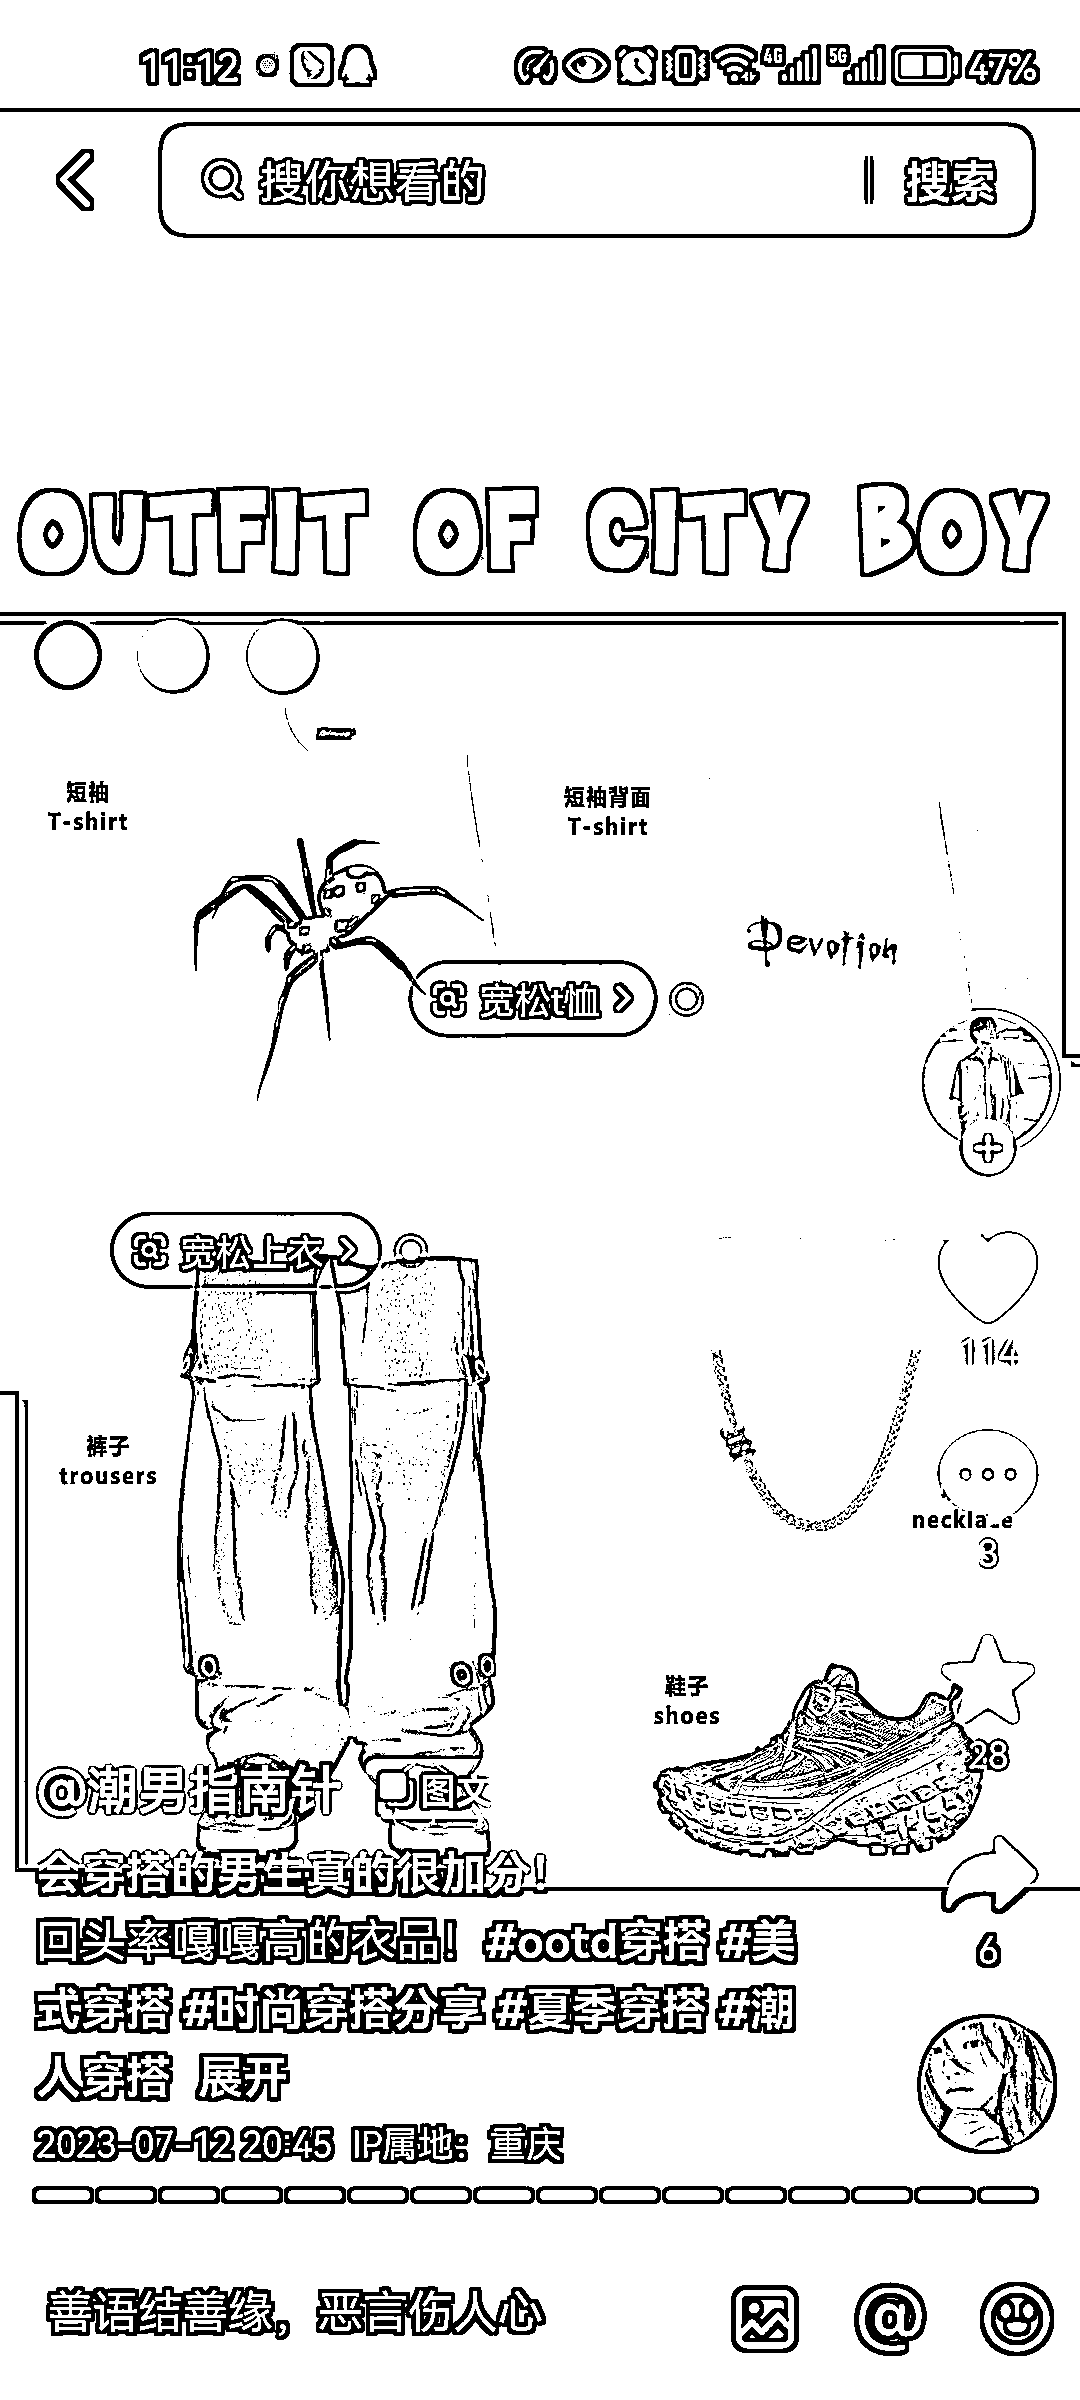 11:12
4G
5G
47%
搜你想看的
搜索
OUTFIT OF CITY BOY
短袖
T-shirt
短袖背面
T-shirt
Devotion
宽松t恤
宽松上衣
114
裤子
trousers
3
鞋子
shoes
28
@潮男指南针
图文
会穿搭的男生真的很加分!
回头率嘎嘎高的衣品! #ootd穿搭 #美
式穿搭 #时尚穿搭分享 #夏季穿搭 #潮
人穿搭 展开
6
2023-07-12 20:45 IP属地：重庆
善语结善缘，恶言伤人心